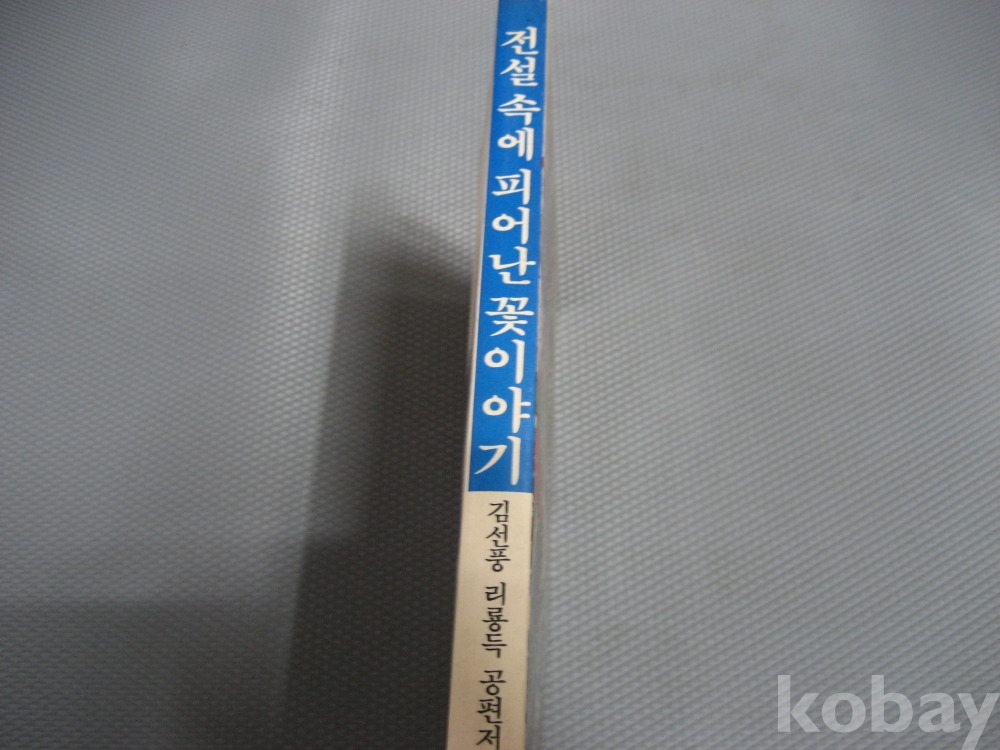 전설 속에 피어난 꽃이야기
김선풍 리룡득 공편저
kobay